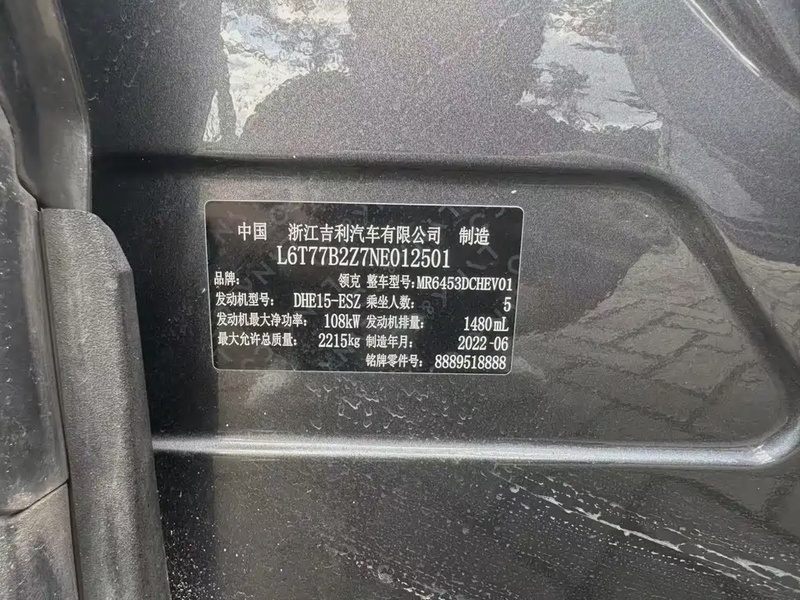 中国 浙江吉利汽车有限公司 制造
L6T77B2Z7NE012501
品牌: 领克 整车型号: MR6453DCHEV01
发动机型号: DHE15-ESZ 乘坐人数: 5
发动机最大净功率: 108kW 发动机排量: 1480mL
最大允许总质量: 2215kg 制造年月: 2022-06
铭牌零件号: 8889518888